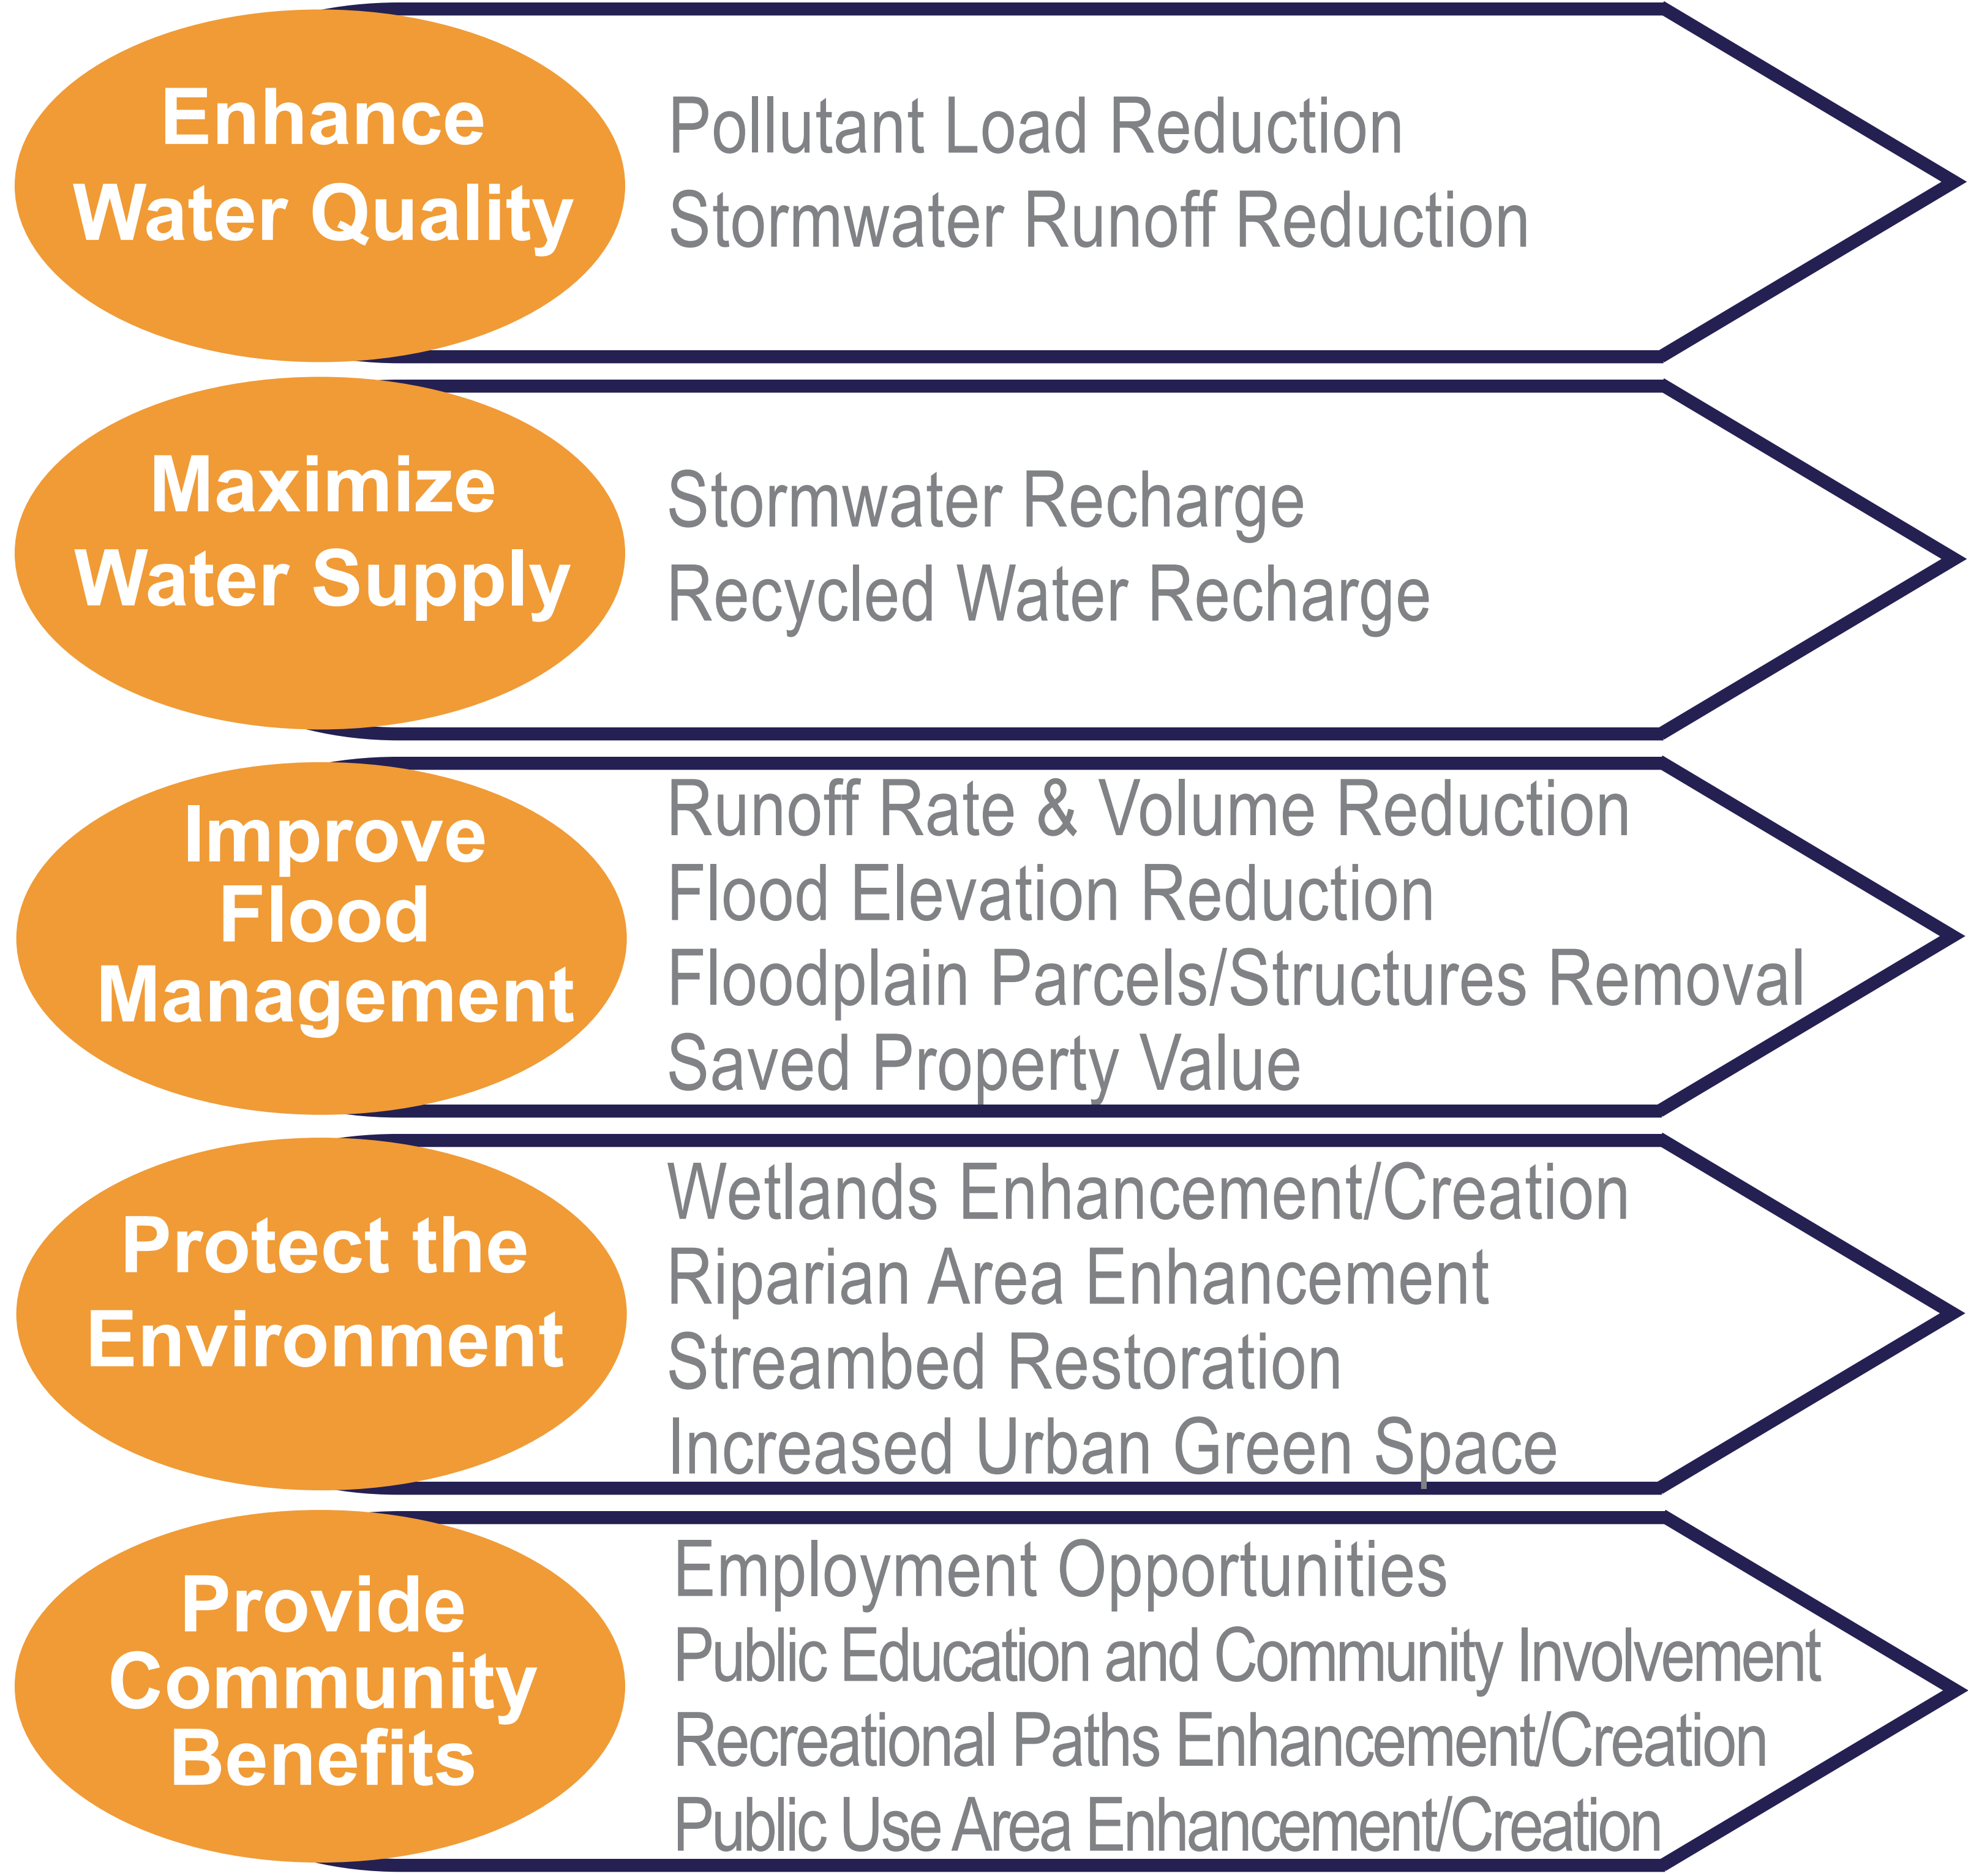 Enhance
Water Quality
Pollutant Load Reduction
Stormwater Runoff Reduction
Maximize
Water Supply
Stormwater Recharge
Recycled Water Recharge
Improve
Flood
Management
Runoff Rate & Volume Reduction
Flood Elevation Reduction
Floodplain Parcels/Structures Removal
Saved Property Value
Protect the
Environment
Wetlands Enhancement/Creation
Riparian Area Enhancement
Streambed Restoration
Increased Urban Green Space
Provide
Community
Benefits
Employment Opportunities
Public Education and Community Involvement
Recreational Paths Enhancement/Creation
Public Use Area Enhancement/Creation